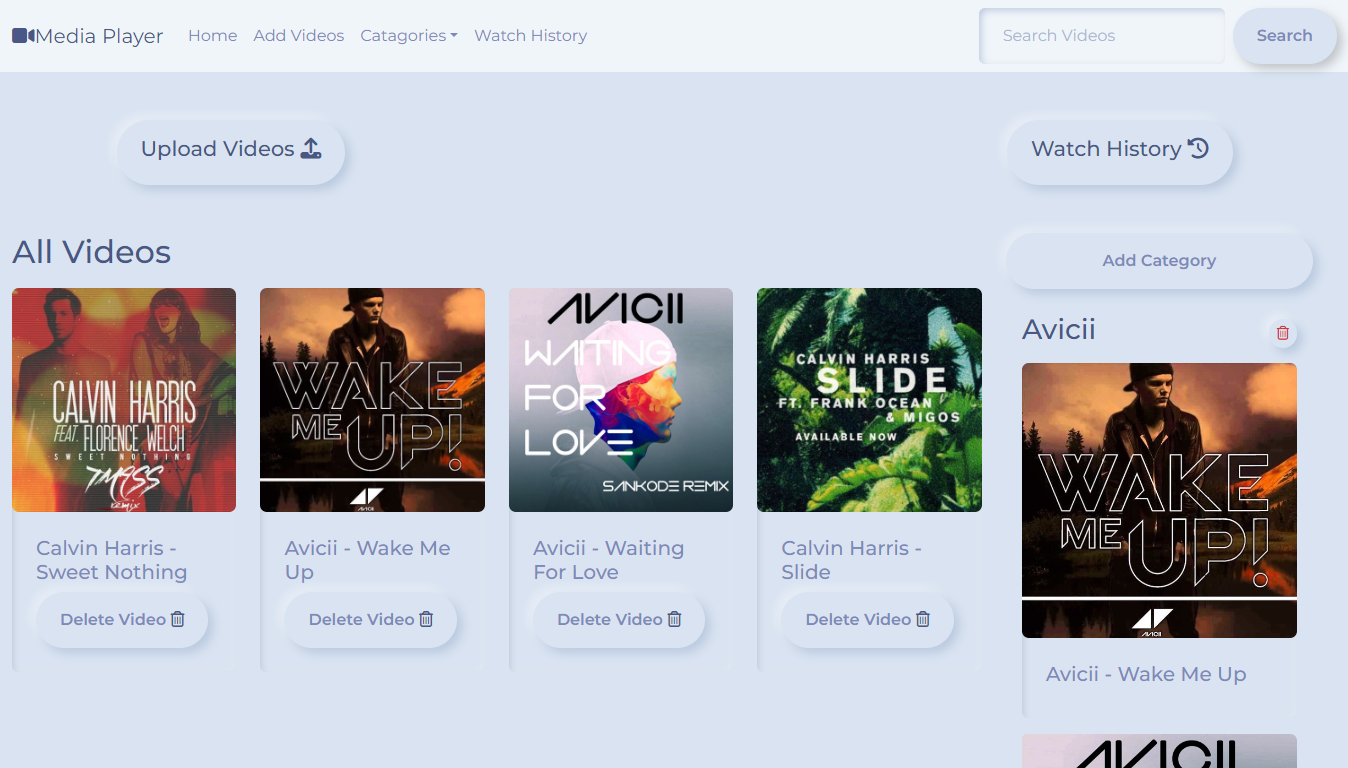 Media Player Home Add Videos Catagories Watch History Search Videos Search
Upload Videos
Watch History
All Videos
CALVIN HARRIS
FEAT. FLORENCE WELCH
SWEET NOTHING
7MASS
REMIX
Calvin Harris -
Sweet Nothing
Delete Video
WAKE
ME UP!
AVICII
Avicii - Wake Me
Up
Delete Video
AVICII
WAITING
FOR
LOVE
SANKODE REMIX
Avicii - Waiting
For Love
Delete Video
CALVIN HARRIS
SLIDE
FT. FRANK OCEAN
& MIGOS
AVAILABLE NOW
Calvin Harris -
Slide
Delete Video
Add Category
Avicii
WAKE
ME UP!
AVICII
Avicii - Wake Me Up
AVICII